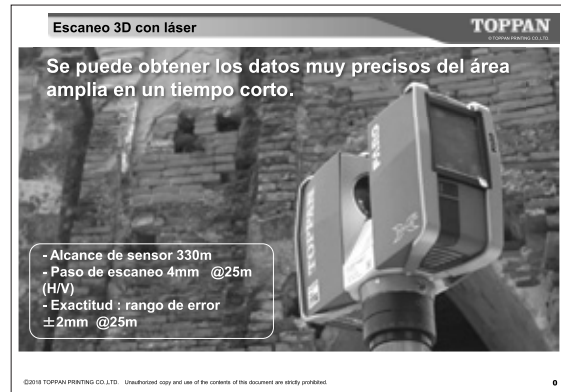 Escaneo 3D con láser
TOPPAN
© TOPPAN PRINTING CO.,LTD.
Se puede obtener los datos muy precisos del área
amplia en un tiempo corto.
FARO
TOPPAN
- Alcance de sensor 330m
- Paso de escaneo 4mm @25m
(H/V)
- Exactitud : rango de error
±2mm @25m
©2018 TOPPAN PRINTING CO.,LTD. Unauthorized copy and use of the contents of this document are strictly prohibited.
0